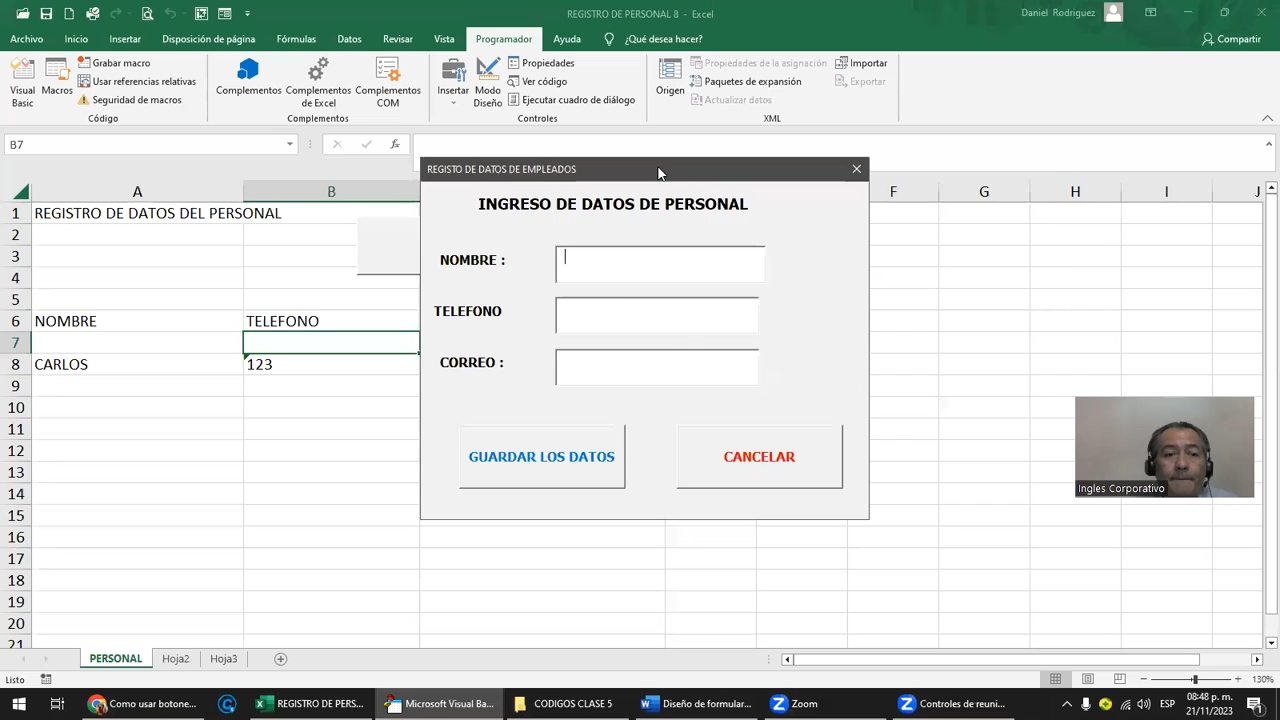 REGISTRO DE PERSONAL 8 - Excel
Daniel Rodriguez
Archivo Inicio Insertar Disposición de página Fórmulas Datos Revisar Vista Programador Ayuda ¿Qué desea hacer? Compartir
Visual Basic
Macros
Grabar macro
Usar referencias relativas
Seguridad de macros
Código
Complementos
Complementos de Excel
Complementos COM
Complementos
Insertar
Modo Diseño
Propiedades
Ver código
Ejecutar cuadro de diálogo
Controles
Origen
Propiedades de la asignación
Paquetes de expansión
Actualizar datos
Importar
Exportar
XML
B7
fx
A B F G H I J
1 REGISTRO DE DATOS DEL PERSONAL
2
3
4
5
6 NOMBRE TELEFONO
7
8 CARLOS 123
9
10
11
12
13
14
15
16
17
18
19
20
21
REGISTO DE DATOS DE EMPLEADOS
INGRESO DE DATOS DE PERSONAL
NOMBRE :
TELEFONO
CORREO :
GUARDAR LOS DATOS CANCELAR
Ingles Corporativo
PERSONAL Hoja2 Hoja3
Listo 130%
Como usar botone... REGISTRO DE PERS... Microsoft Visual Ba... CODIGOS CLASE 5 Diseño de formular... Zoom Controles de reuni... ESP 08:48 p. m.
21/11/2023